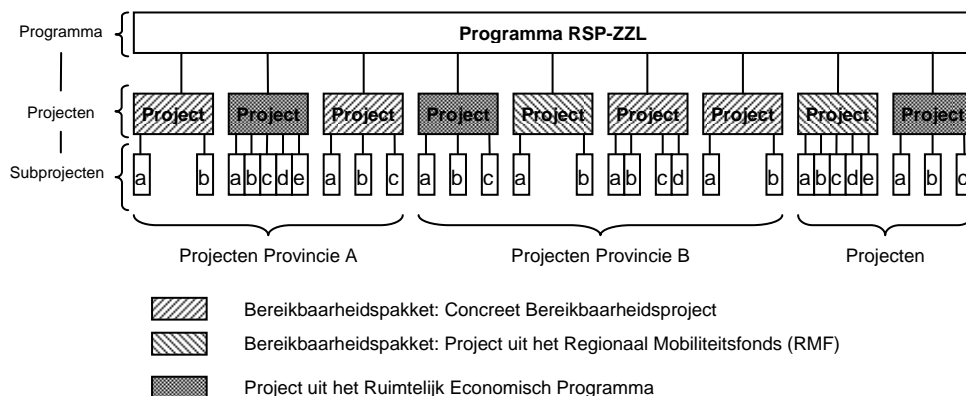 Programma
Programma RSP-ZZL
Projecten
Project Project Project Project Project Project Project Project Project
Subprojecten
a b a b c d e a b c a b c a b a b c d a b a b c d e a b c
Projecten Provincie A Projecten Provincie B Projecten
Bereikbaarheidspakket: Concreet Bereikbaarheidsproject
Bereikbaarheidspakket: Project uit het Regionaal Mobiliteitsfonds (RMF)
Project uit het Ruimtelijk Economisch Programma